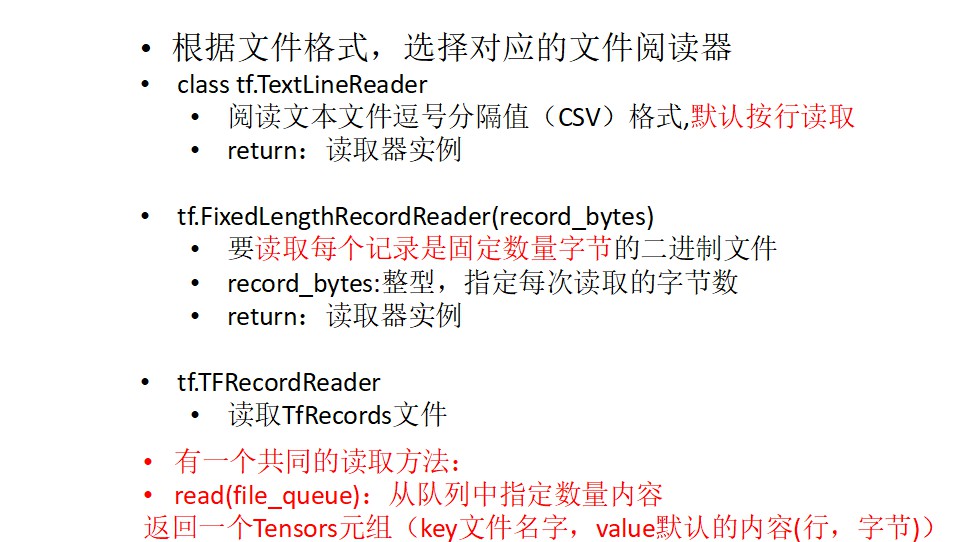 • 根据文件格式，选择对应的文件阅读器
• class tf.TextLineReader
• 阅读文本文件逗号分隔值（CSV）格式,默认按行读取
• return：读取器实例
• tf.FixedLengthRecordReader(record_bytes)
• 要读取每个记录是固定数量字节的二进制文件
• record_bytes:整型，指定每次读取的字节数
• return：读取器实例
• tf.TFRecordReader
• 读取TfRecords文件
• 有一个共同的读取方法：
• read(file_queue)：从队列中指定数量内容
返回一个Tensors元组（key文件名字，value默认的内容(行，字节)）